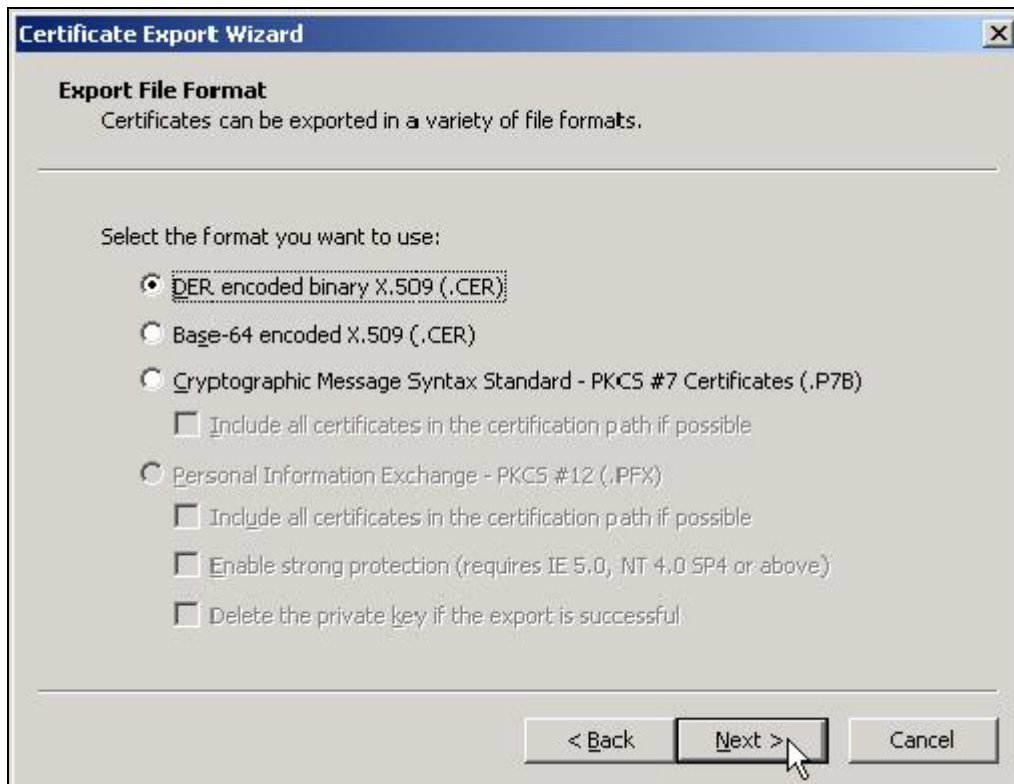 Certificate Export Wizard
Export File Format
Certificates can be exported in a variety of file formats.
Select the format you want to use:
DER encoded binary X.509 (.CER)
Base-64 encoded X.509 (.CER)
Cryptographic Message Syntax Standard - PKCS #7 Certificates (.P7B)
Include all certificates in the certification path if possible
Personal Information Exchange - PKCS #12 (.PFX)
Include all certificates in the certification path if possible
Enable strong protection (requires IE 5.0, NT 4.0 SP4 or above)
Delete the private key if the export is successful
< Back Next > Cancel